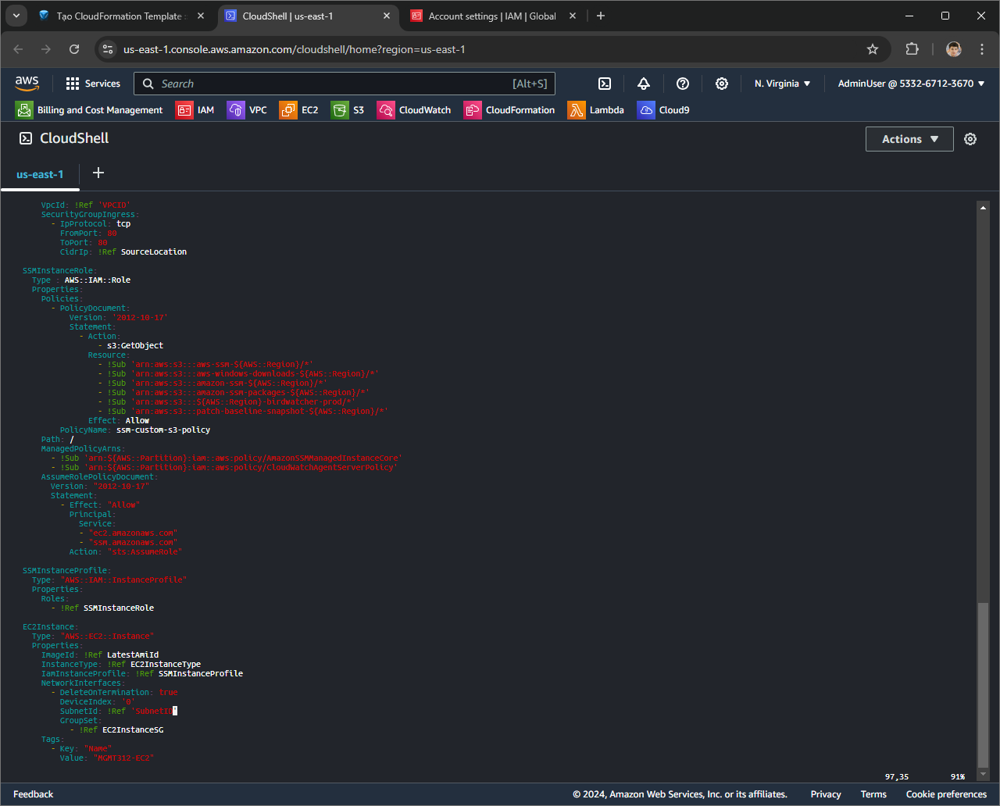 Tạo CloudFormation Template :
CloudShell | us-east-1
Account settings | IAM | Global
us-east-1.console.aws.amazon.com/cloudshell/home?region=us-east-1
aws
Services
Search
[Alt+S]
N. Virginia
AdminUser @ 5332-6712-3670
Billing and Cost Management
IAM
VPC
EC2
S3
CloudWatch
CloudFormation
Lambda
Cloud9
CloudShell
Actions
us-east-1
VpcId: !Ref 'VPCID'
SecurityGroupIngress:
- IpProtocol: tcp
FromPort: 80
ToPort: 80
CidrIp: !Ref SourceLocation
SSMInstanceRole:
Type : AWS::IAM::Role
Properties:
Policies:
- PolicyDocument:
Version: '2012-10-17'
Statement:
- Action:
- s3:GetObject
Resource:
- !Sub 'arn:aws:s3:::aws-ssm-${AWS::Region}/*'
- !Sub 'arn:aws:s3:::aws-windows-downloads-${AWS::Region}/*'
- !Sub 'arn:aws:s3:::amazon-ssm-${AWS::Region}/*'
- !Sub 'arn:aws:s3:::amazon-ssm-packages-${AWS::Region}/*'
- !Sub 'arn:aws:s3:::${AWS::Region}-birdwatcher-prod/*'
- !Sub 'arn:aws:s3:::patch-baseline-snapshot-${AWS::Region}/*'
Effect: Allow
PolicyName: ssm-custom-s3-policy
Path: /
ManagedPolicyArns:
- !Sub 'arn:${AWS::Partition}:iam::aws:policy/AmazonSSMManagedInstanceCore'
- !Sub 'arn:${AWS::Partition}:iam::aws:policy/CloudWatchAgentServerPolicy'
AssumeRolePolicyDocument:
Version: "2012-10-17"
Statement:
- Effect: "Allow"
Principal:
Service:
- "ec2.amazonaws.com"
- "ssm.amazonaws.com"
Action: "sts:AssumeRole"
SSMInstanceProfile:
Type: "AWS::IAM::InstanceProfile"
Properties:
Roles:
- !Ref SSMInstanceRole
EC2Instance:
Type: "AWS::EC2::Instance"
Properties:
ImageId: !Ref LatestAmiId
InstanceType: !Ref EC2InstanceType
IamInstanceProfile: !Ref SSMInstanceProfile
NetworkInterfaces:
- DeleteOnTermination: true
DeviceIndex: '0'
SubnetId: !Ref 'SubnetID'
GroupSet:
- !Ref EC2InstanceSG
Tags:
- Key: "Name"
Value: "MGMT312-EC2"
97,35
91%
Feedback
© 2024, Amazon Web Services, Inc. or its affiliates.
Privacy
Terms
Cookie preferences